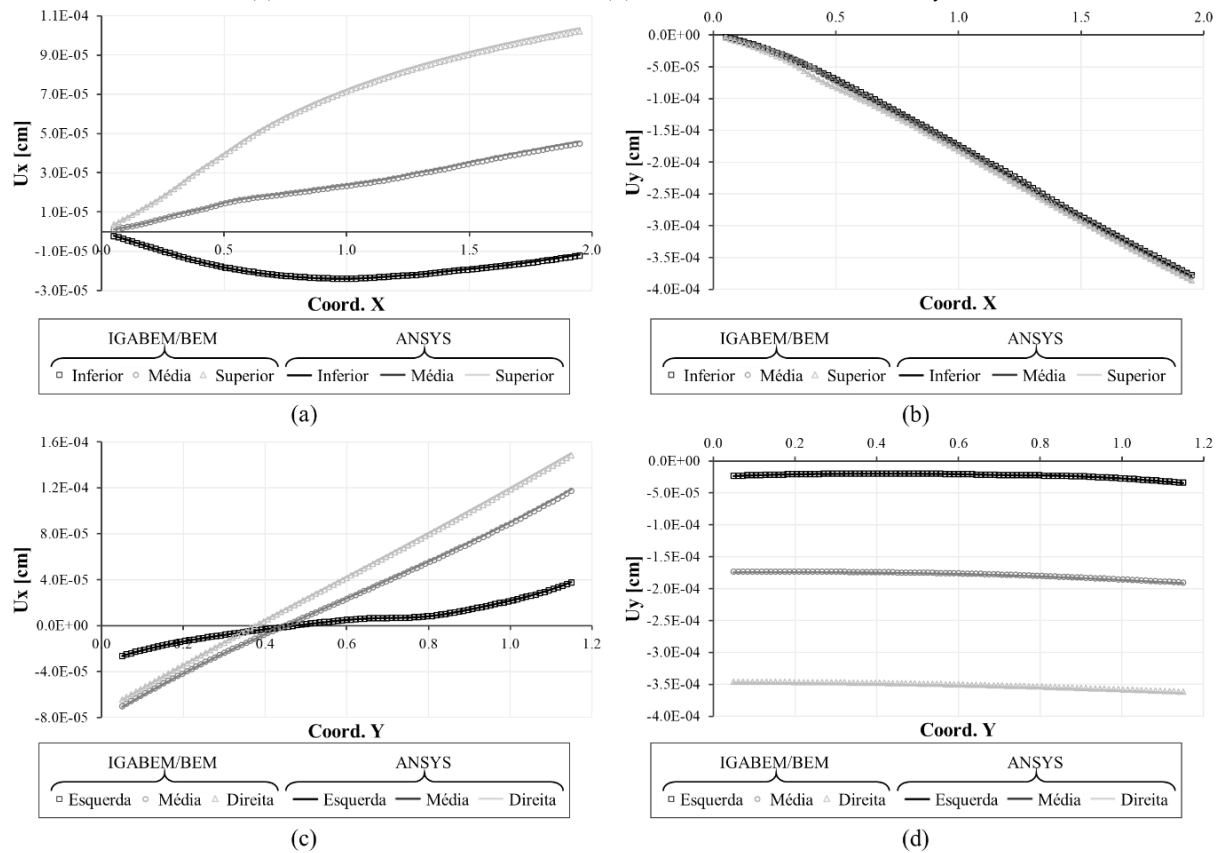 1.1E-04
9.0E-05
7.0E-05
5.0E-05
3.0E-05
1.0E-05
-1.0E-05
-3.0E-05
Ux [cm]
0.0 0.5 1.0 1.5 2.0
Coord. X
IGABEM/BEM ANSYS
Inferior Média Superior Inferior Média Superior
(a)
0.0 0.5 1.0 1.5 2.0
0.0E+00
-5.0E-05
-1.0E-04
-1.5E-04
-2.0E-04
-2.5E-04
-3.0E-04
-3.5E-04
-4.0E-04
Uy [cm]
Coord. X
IGABEM/BEM ANSYS
Inferior Média Superior Inferior Média Superior
(b)
1.6E-04
1.2E-04
8.0E-05
4.0E-05
0.0E+00
-4.0E-05
-8.0E-05
Ux [cm]
0.0 0.2 0.4 0.6 0.8 1.0 1.2
Coord. Y
IGABEM/BEM ANSYS
Esquerda Média Direita Esquerda Média Direita
(c)
0.0 0.2 0.4 0.6 0.8 1.0 1.2
0.0E+00
-5.0E-05
-1.0E-04
-1.5E-04
-2.0E-04
-2.5E-04
-3.0E-04
-3.5E-04
-4.0E-04
Uy [cm]
Coord. Y
IGABEM/BEM ANSYS
Esquerda Média Direita Esquerda Média Direita
(d)